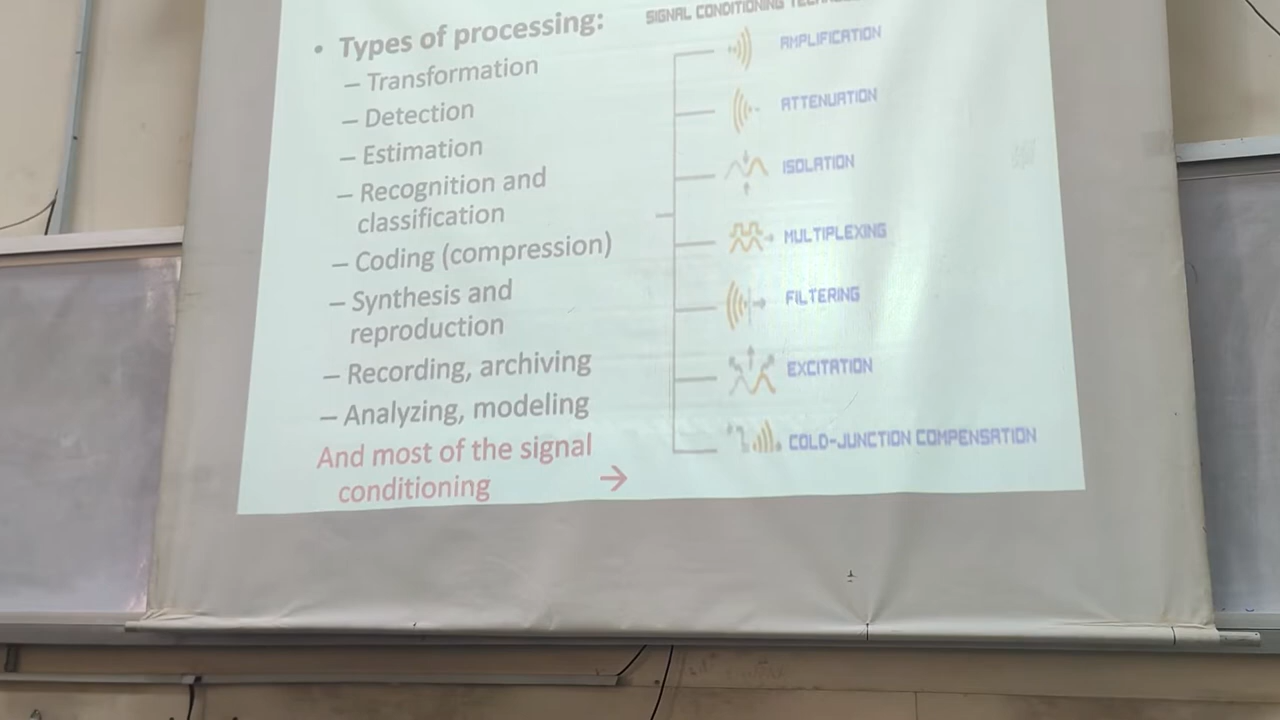 • Types of processing:
– Transformation
– Detection
– Estimation
– Recognition and
classification
– Coding (compression)
– Synthesis and
reproduction
– Recording, archiving
– Analyzing, modeling
And most of the signal
conditioning →
SIGNAL CONDITIONING
AMPLIFICATION
ATTENUATION
ISOLATION
MULTIPLEXING
FILTERING
EXCITATION
COLD-JUNCTION COMPENSATION